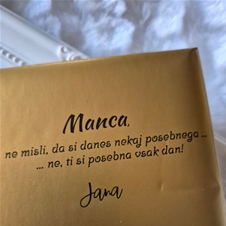 Manca,
ne misli, da si danes nekaj posebnega ...
... ne, ti si posebna vsak dan!
Jana